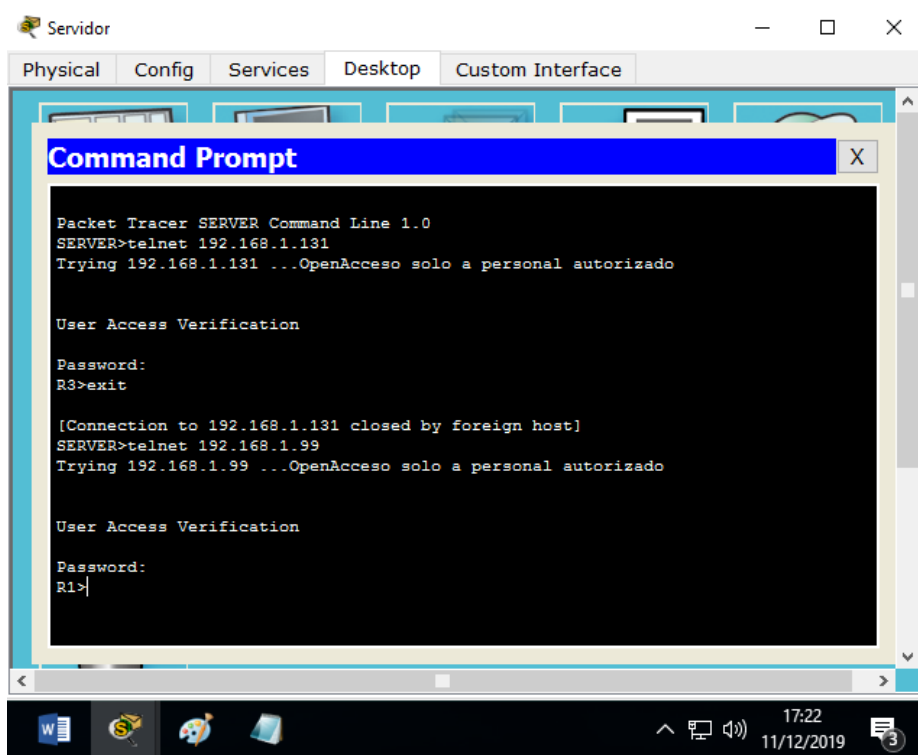 Servidor
Physical Config Services Desktop Custom Interface
Command Prompt X
Packet Tracer SERVER Command Line 1.0
SERVER>telnet 192.168.1.131
Trying 192.168.1.131 ...OpenAcceso solo a personal autorizado
User Access Verification
Password:
R3>exit
[Connection to 192.168.1.131 closed by foreign host]
SERVER>telnet 192.168.1.99
Trying 192.168.1.99 ...OpenAcceso solo a personal autorizado
User Access Verification
Password:
R1>
17:22
11/12/2019
3